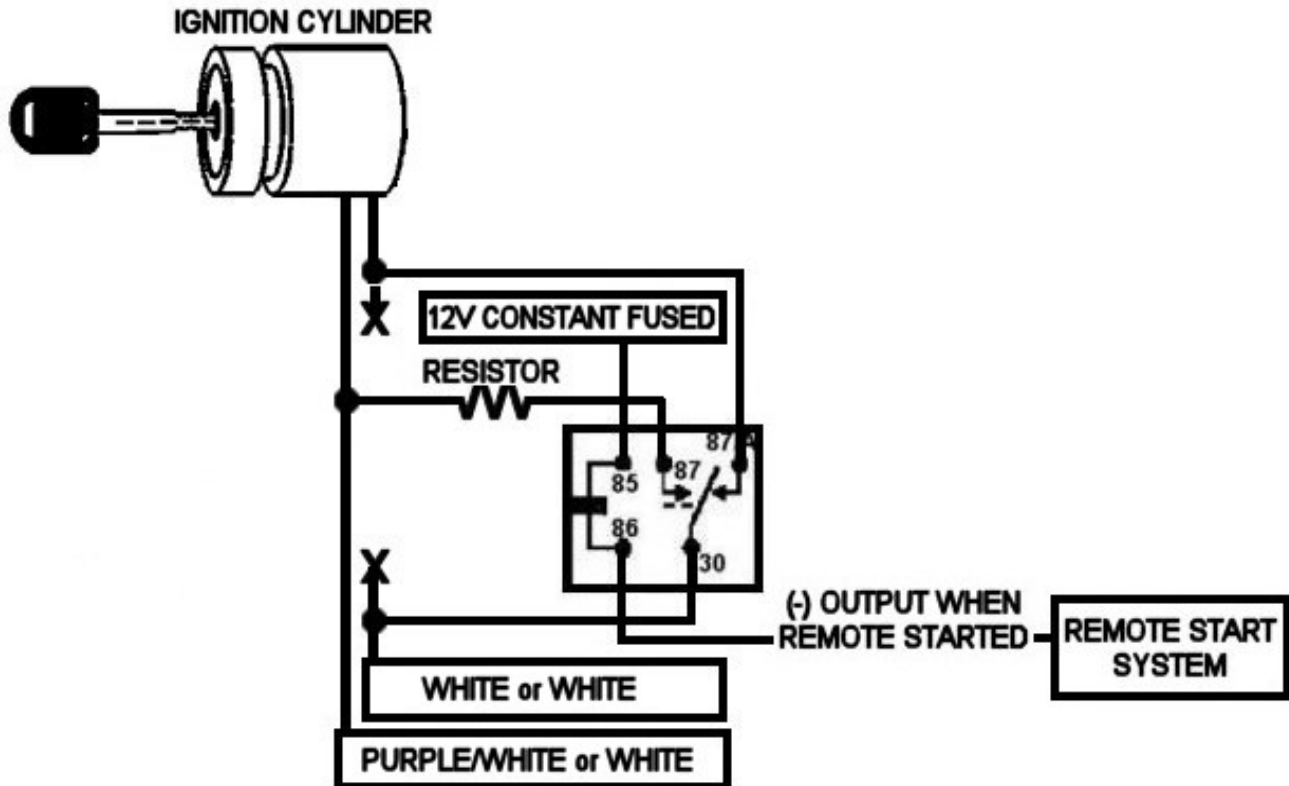 IGNITION CYLINDER
X
12V CONSTANT FUSED
RESISTOR
87A
87
85
86
30
X
(-) OUTPUT WHEN
REMOTE STARTED
REMOTE START
SYSTEM
WHITE or WHITE
PURPLE/WHITE or WHITE